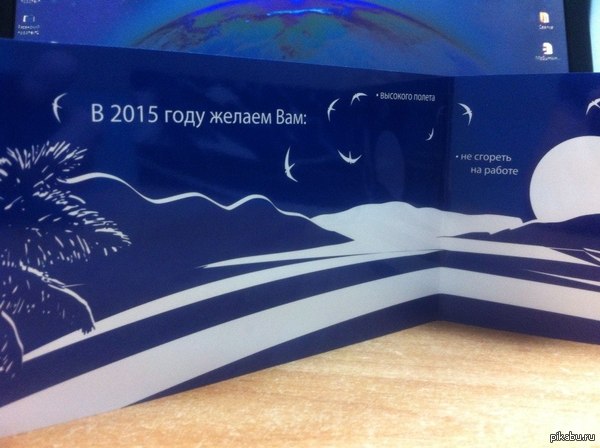 В 2015 году желаем Вам:
• высокого полета
• не сгореть
на работе
pikabu.ru